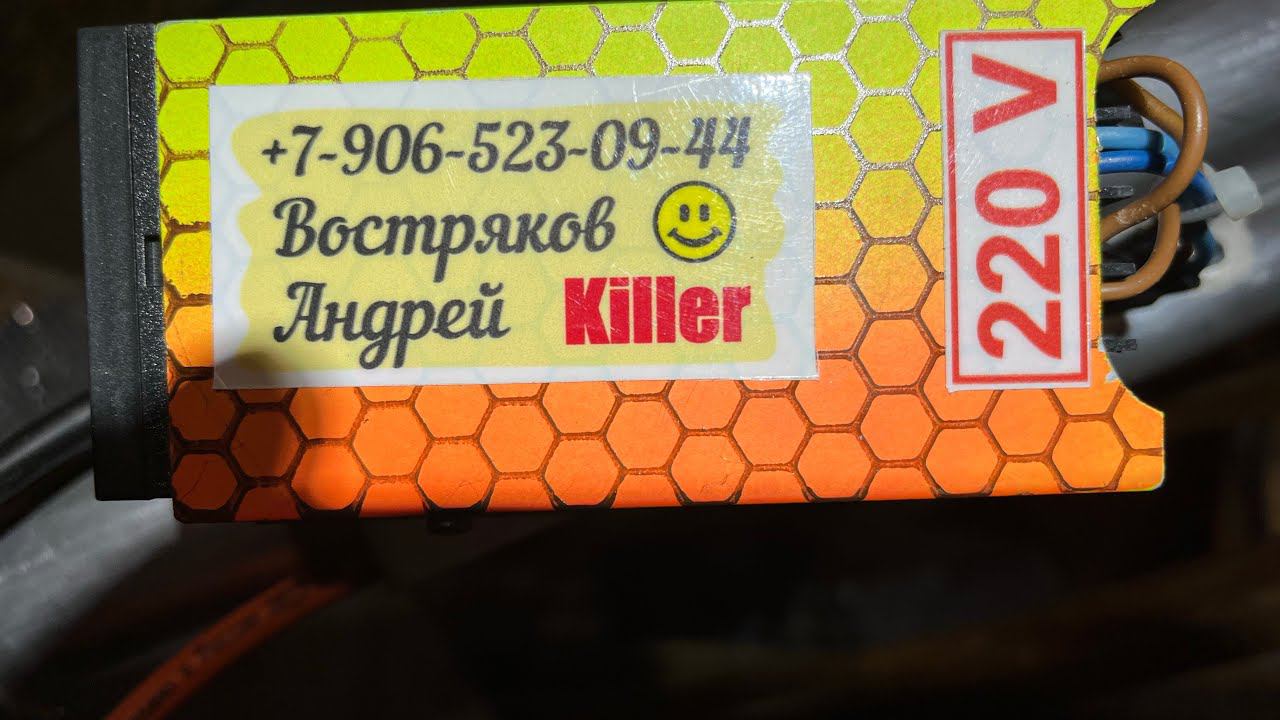 +7-906-523-09-44
Востряков
Андрей Killer
220 V